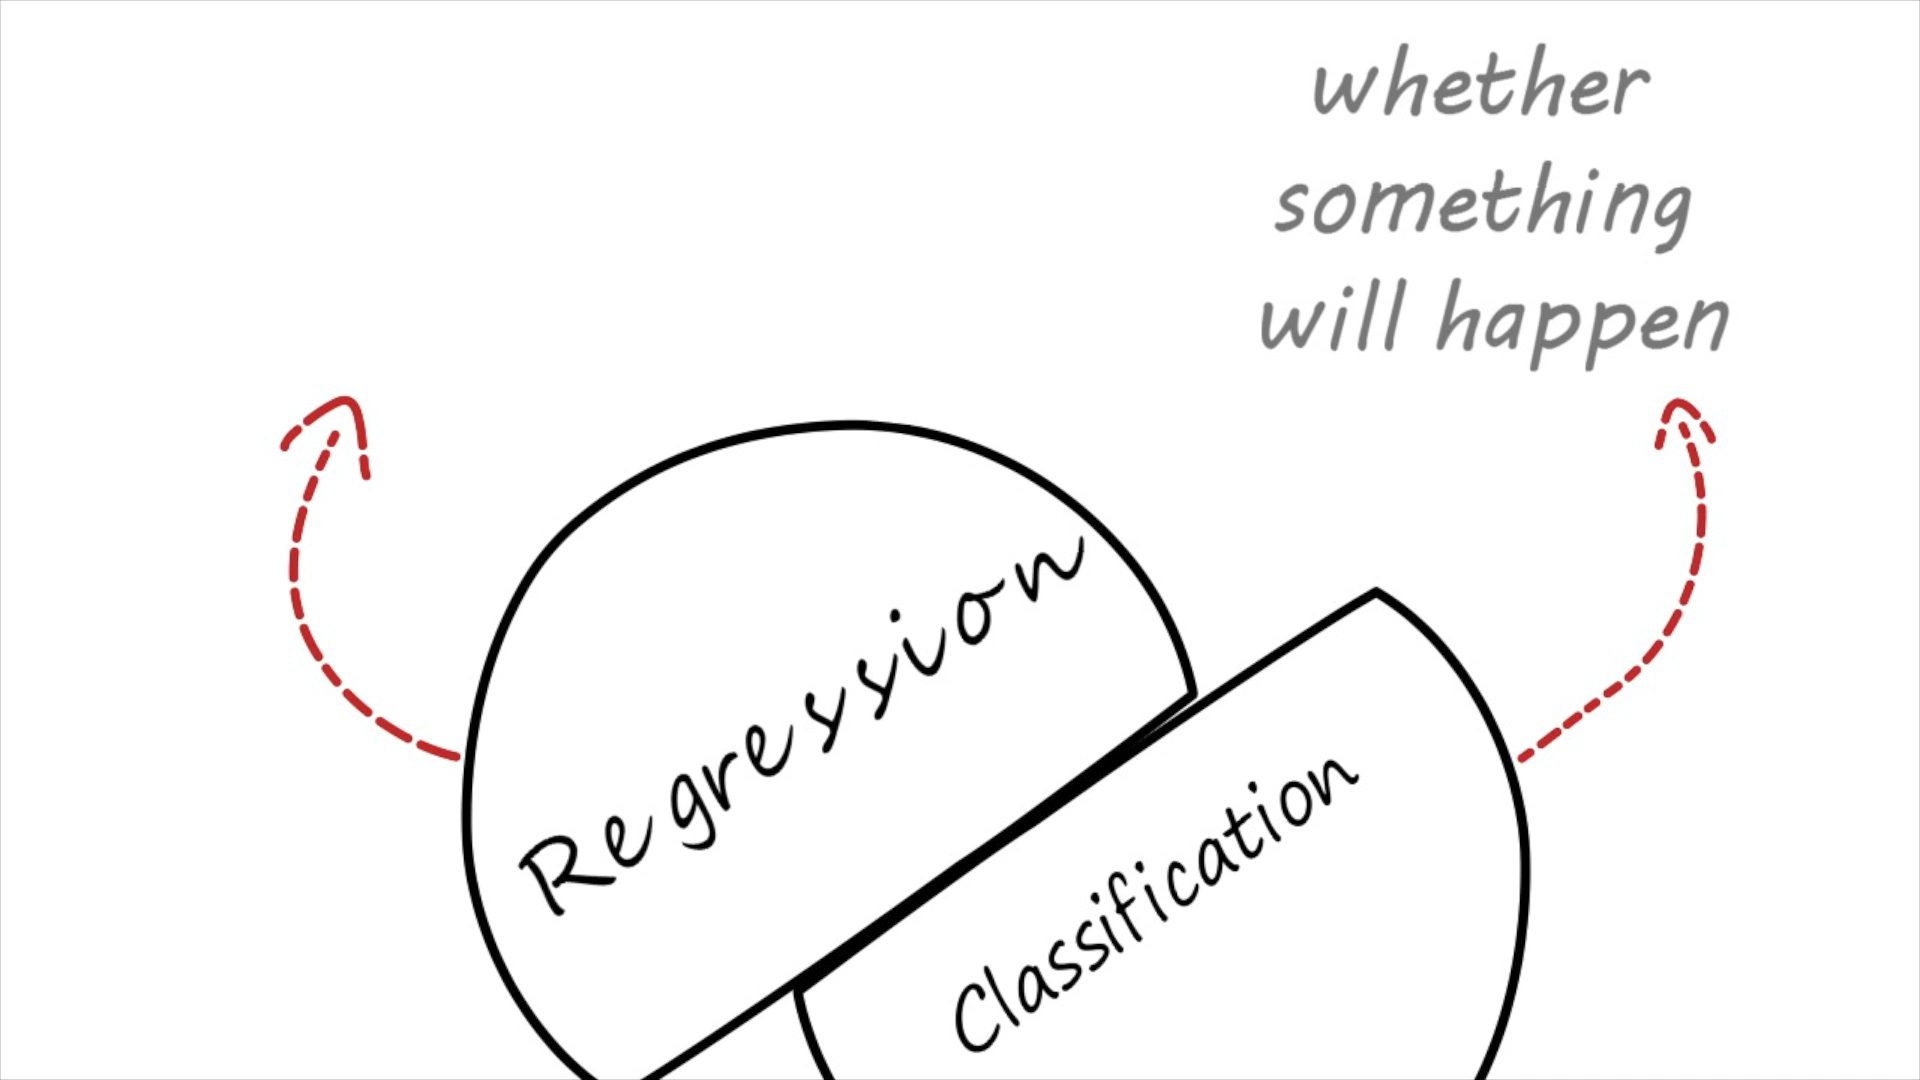 whether
something
will happen
Regression
Classification